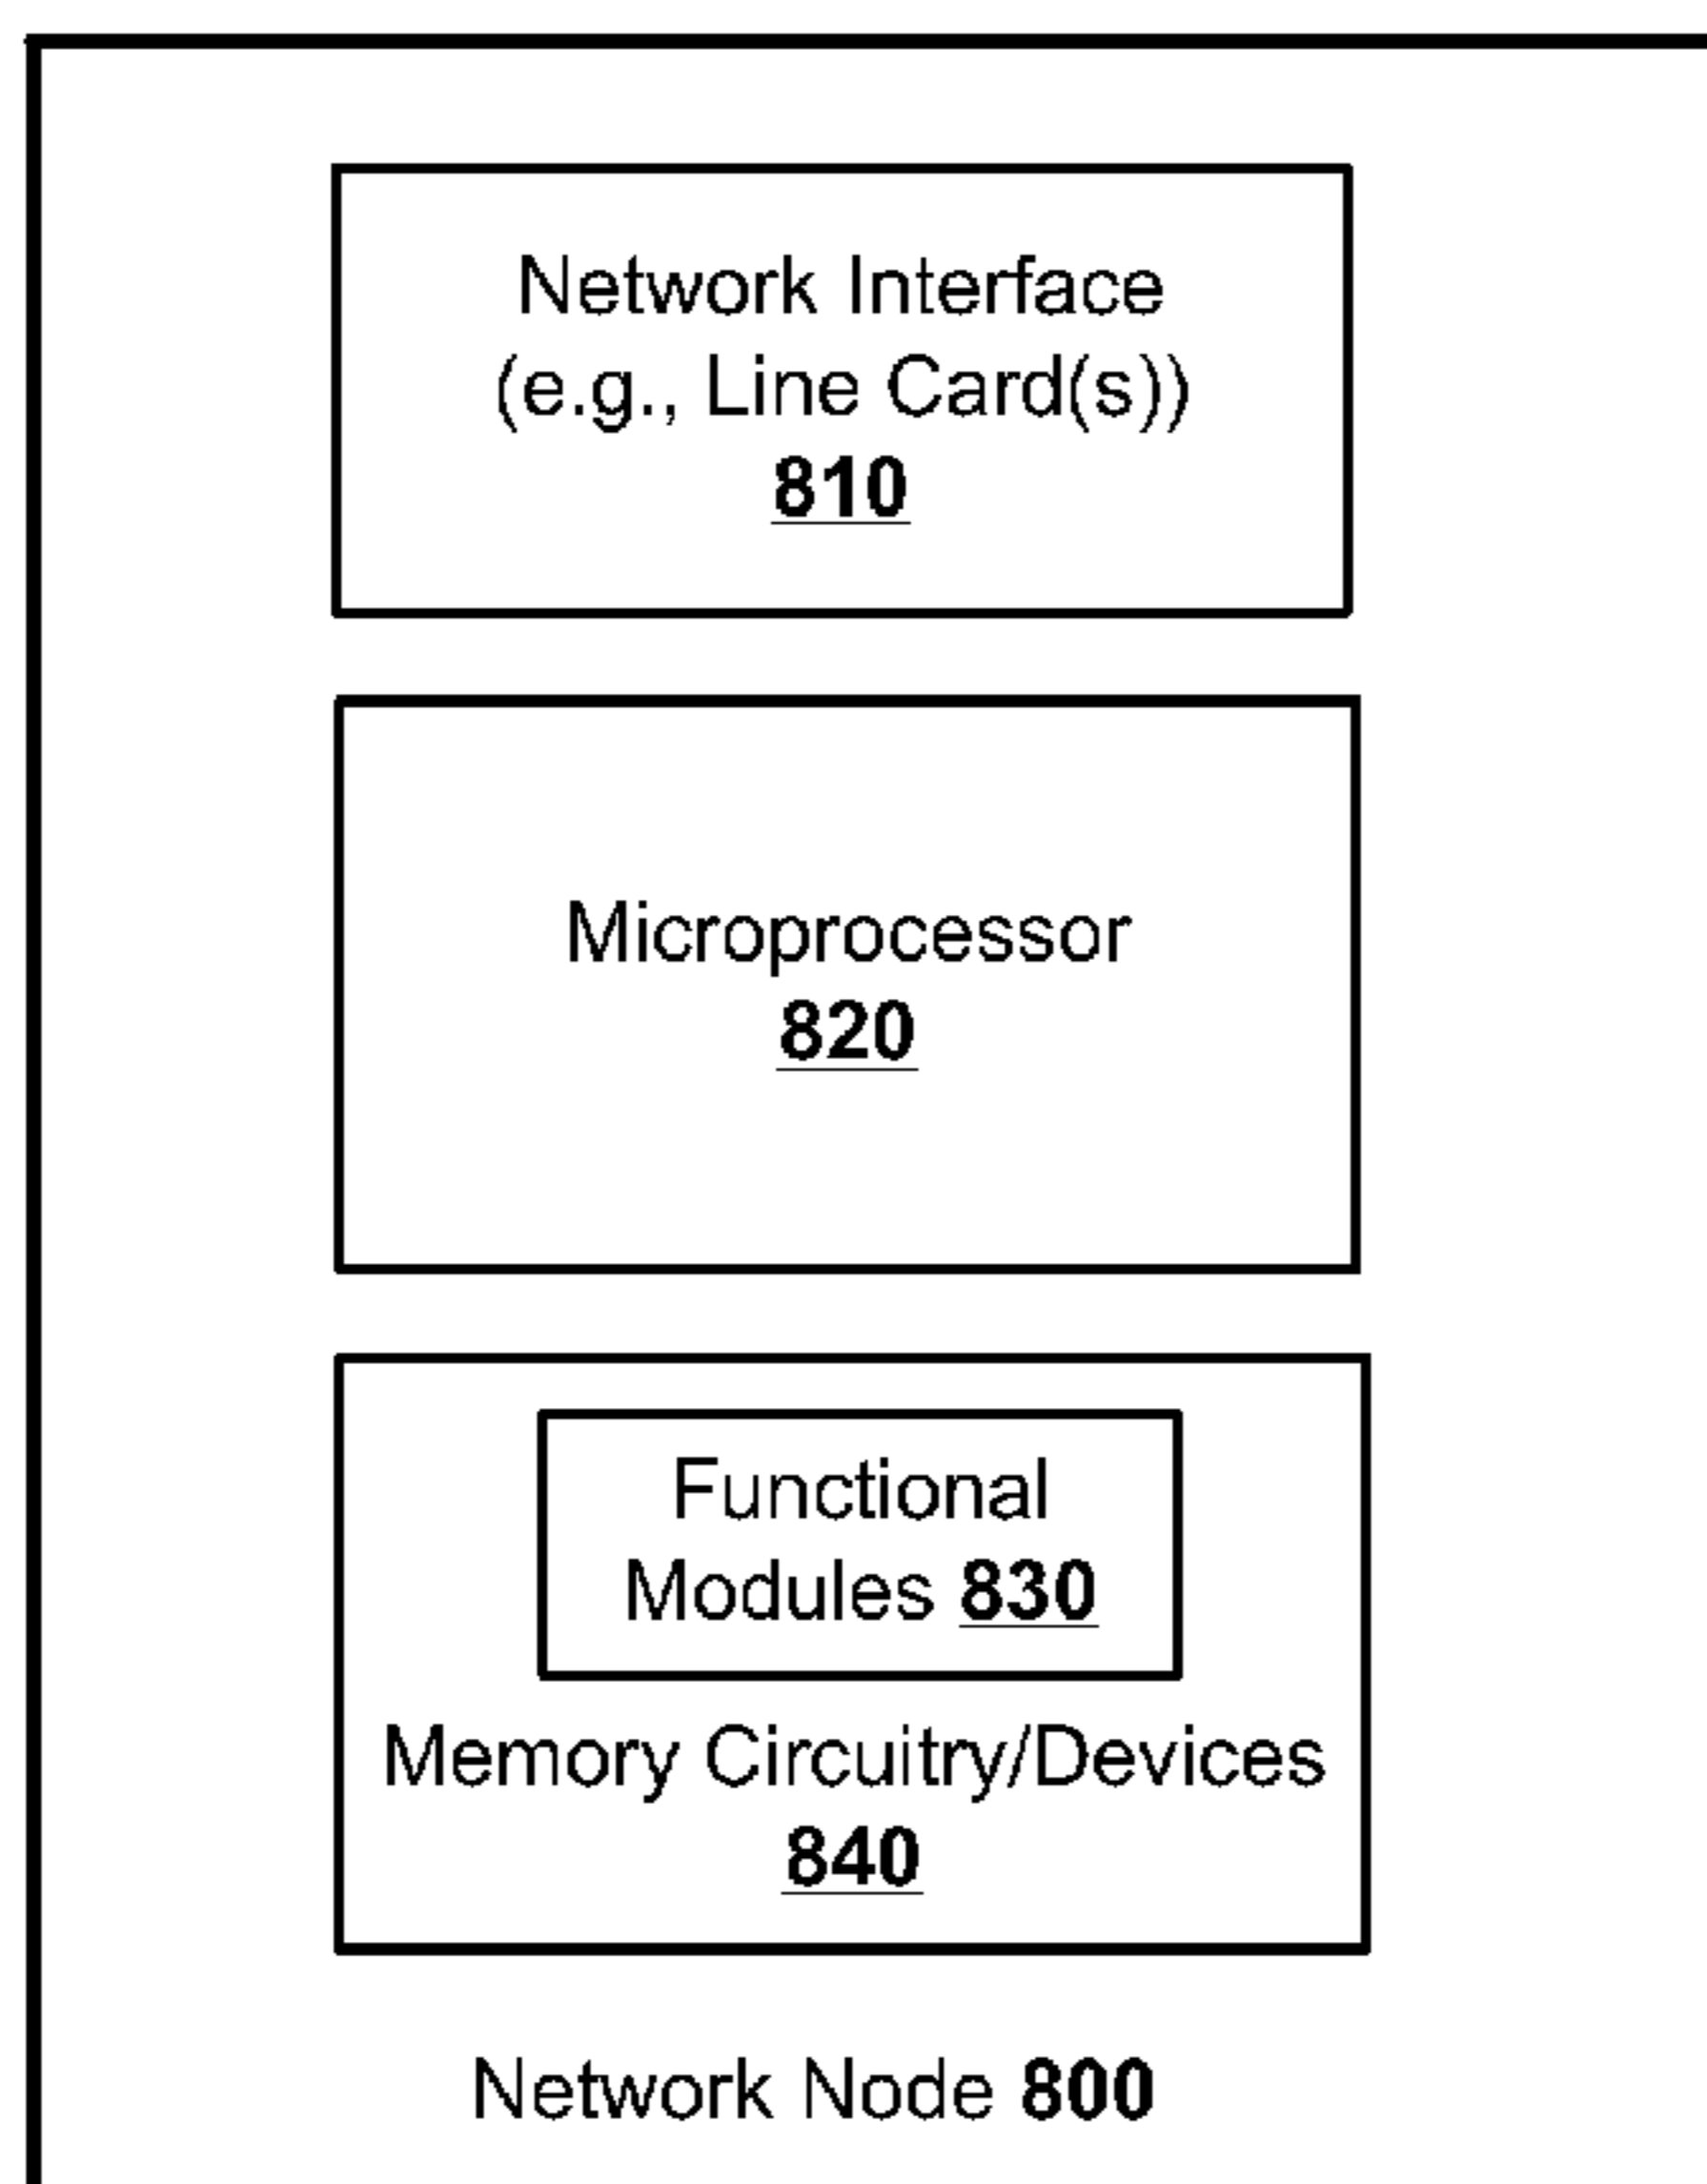 Network Interface
(e.g., Line Card(s))
810
Microprocessor
820
Functional
Modules 830
Memory Circuitry/Devices
840
Network Node 800